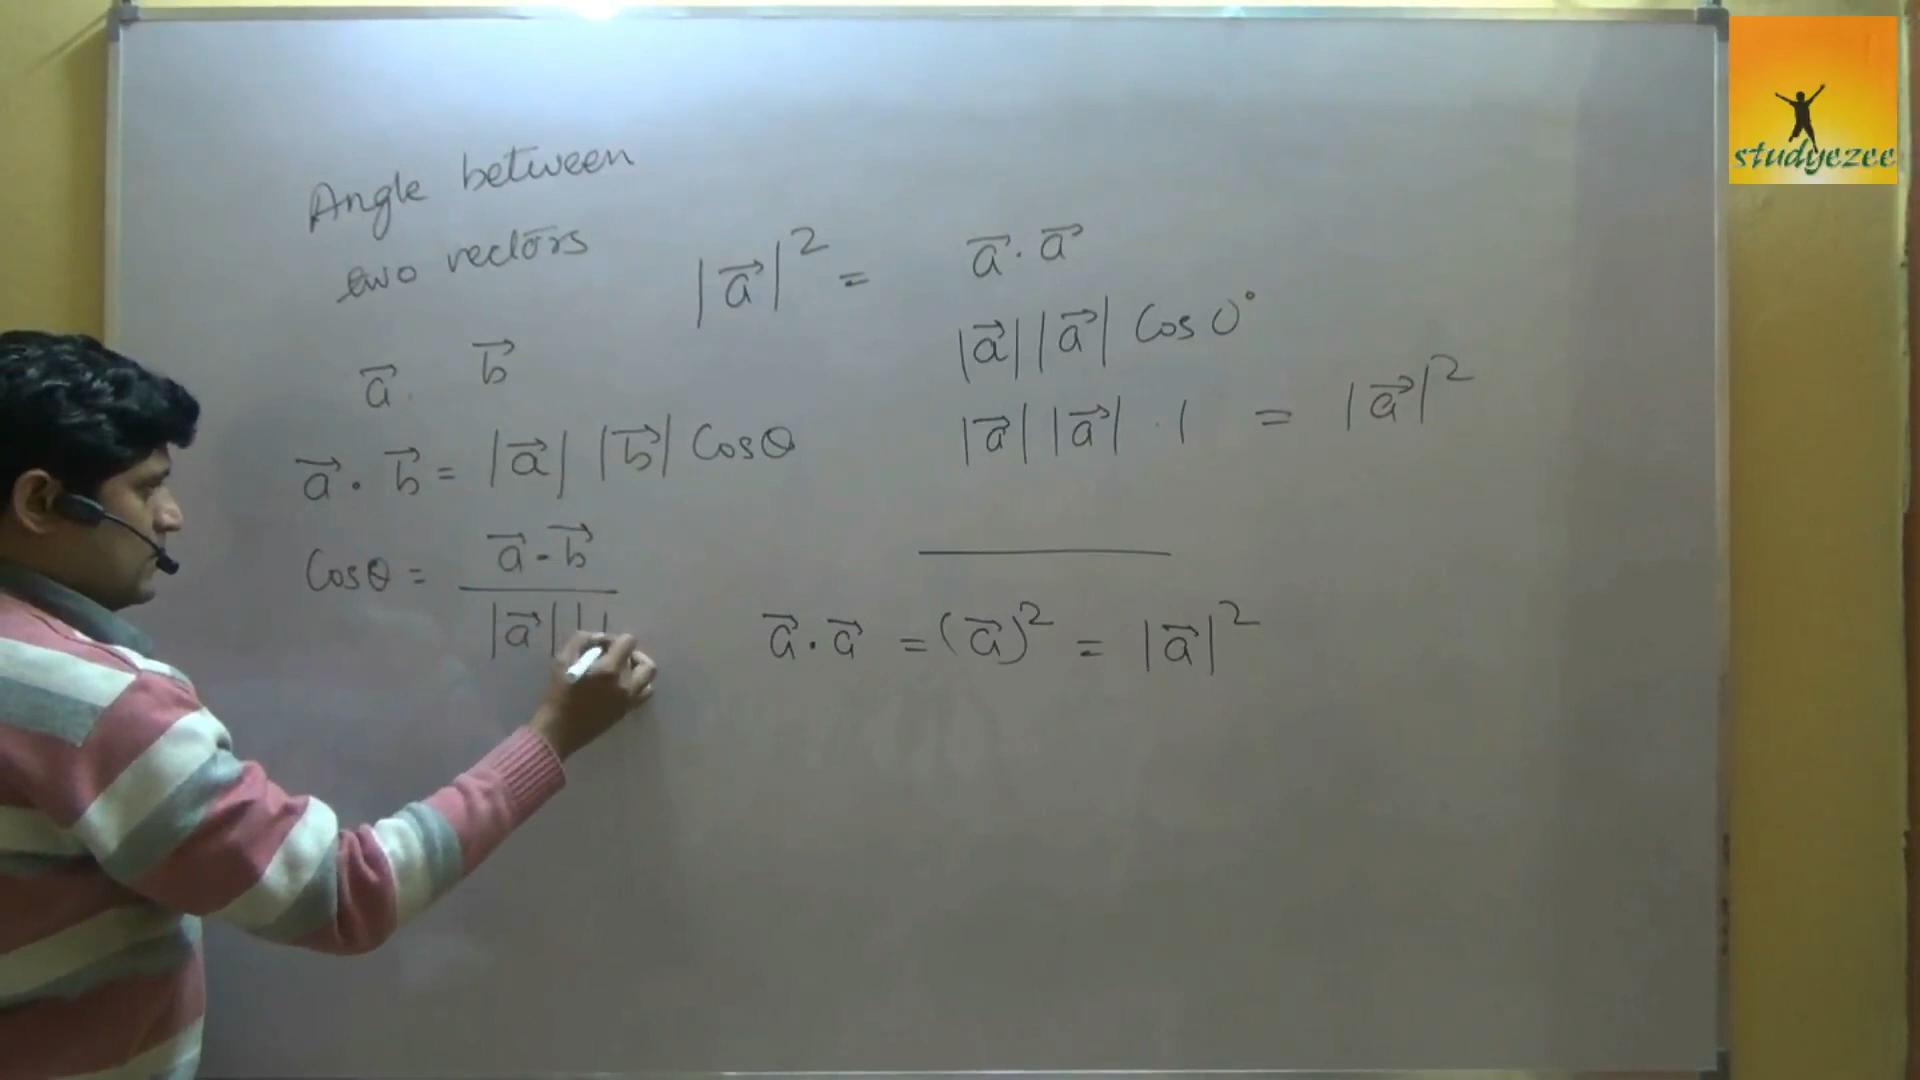 Angle between
two vectors
a⃗. b⃗
a⃗ . b⃗ = |a⃗| |b⃗| Cosθ
Cosθ = a⃗ - b⃗
|a⃗| |
|a⃗|² = a⃗ . a⃗
|a⃗| |a⃗| Cos 0°
|a⃗| |a⃗| . 1 = |a⃗|²
a⃗ . a⃗ = (a⃗)² = |a⃗|²
studyezee